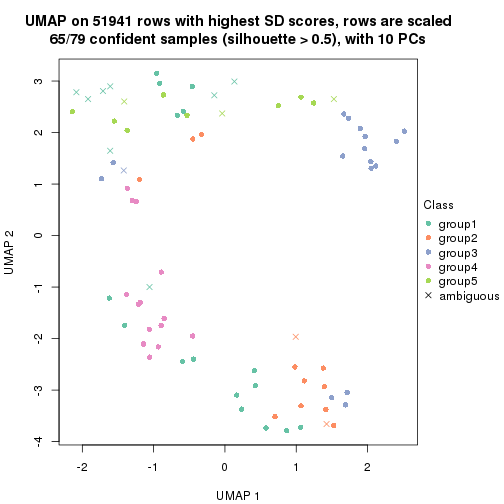 UMAP on 51941 rows with highest SD scores, rows are scaled
65/79 confident samples (silhouette > 0.5), with 10 PCs
3
2
1
0
-1
-2
-3
-4
UMAP 2
-2
-1
0
1
2
UMAP 1
Class
group1
group2
group3
group4
group5
ambiguous